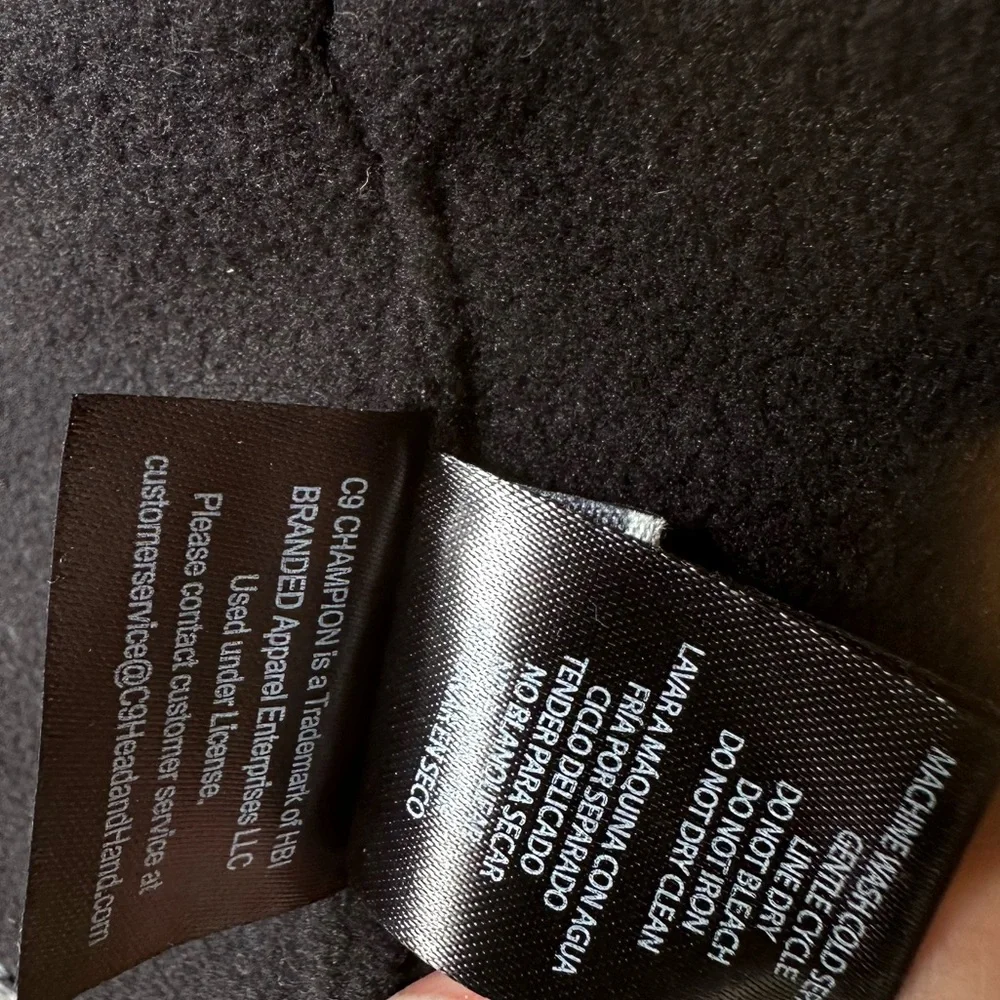 C9 CHAMPION is a Trademark of HBI
BRANDED Apparel Enterprises LLC
Used under License.
Please contact customer service at
customerservice@C9HeadandHand.com
MACHINE WASH COLD
GENTLE CYCLE
LINE DRY
DO NOT BLEACH
DO NOT IRON
DO NOT DRY CLEAN
LAVAR A MÁQUINA CON AGUA
FRÍA POR SEPARADO
CICLO DELICADO
TENDER PARA SECAR
NO
EN SECO